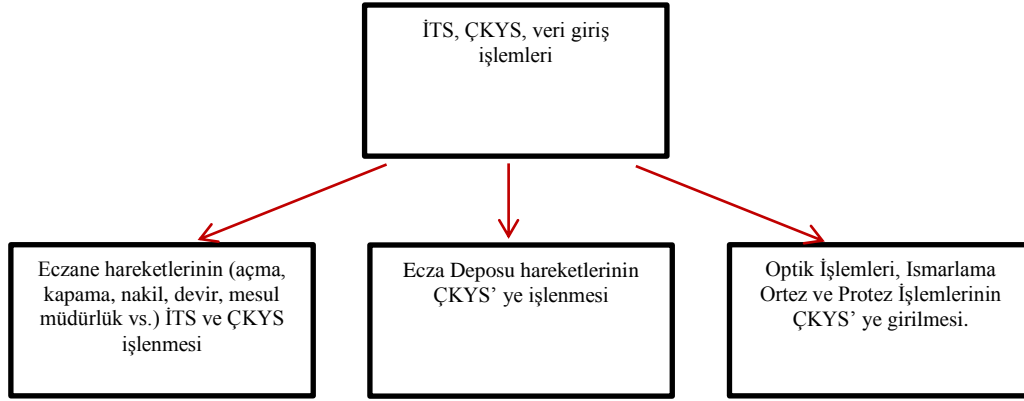 İTS, ÇKYS, veri giriş
işlemleri
Eczane hareketlerinin (açma,
kapama, nakil, devir, mesul
müdürlük vs.) İTS ve ÇKYS
işlenmesi
Ecza Deposu hareketlerinin
ÇKYS’ ye işlenmesi
Optik İşlemleri, Ismarlama
Ortez ve Protez İşlemlerinin
ÇKYS’ ye girilmesi.